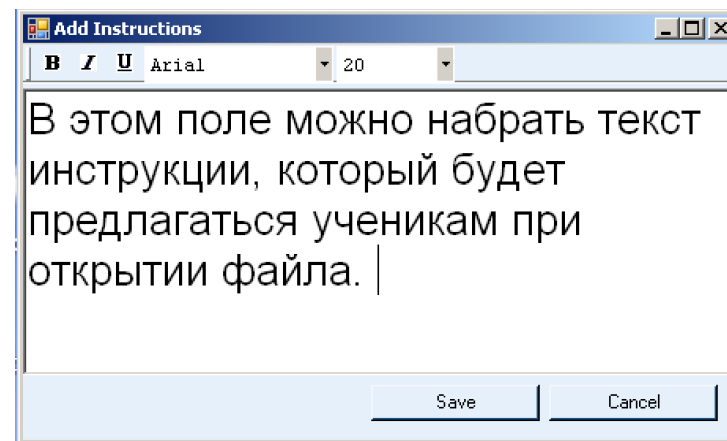 Add Instructions
B I U Arial 20
В этом поле можно набрать текст
инструкции, который будет
предлагаться ученикам при
открытии файла.
Save Cancel